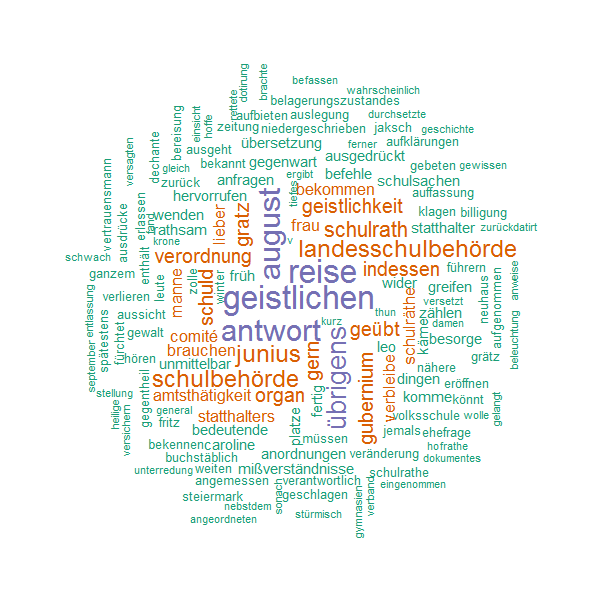 befassen
wahrscheinlich
brachte
dotirung
belagerungszustandes
rettete
aufbieten
auslegung
durchsetzte
hoffe
einsicht
zeitung
niedergeschrieben
jaksch
geschichte
bereisung
übersetzung
ferner
aufklärungen
versagten
dechante
ausgeht
bekannt
gegenwart
ausgedrückt
gebeten
gewissen
gleich
vertrauensmann
zurück
anfragen
ergibt
befehle
schulsachen
hervorrufen
tiefes
bekommen
auffassung
ausdrücke
erlassen
fand
wenden
lieber
gratz
august
geistlichkeit
klagen
billigung
rathsam
frau
schulrath
statthalter
zurückdatirt
krone
v
landesschulbehörde
schwach
enthält
verordnung
ganzem
leute
manne
zolle
schuld
winter
früh
reise
indessen
führern
wider
greifen
neuhaus
aufgenommen
anweise
verlieren
geistlichen
schulräthe
versetzt
september
entlassung
aussicht
thun
zählen
damen
spätestens
fürchtet
gewalt
comité
antwort
kurz
übrigens
geübt
käme
besorge
beleuchtung
hören
brauchen
junius
gern
leo
grätz
unmittelbar
gubernium
verbleibe
nähere
schulbehörde
dingen
eröffnen
stellung
gegentheil
amtsthätigkeit
organ
fertig
komme
könnt
general
statthalters
platze
volksschule
wolle
gelangt
heilige
versichern
fritz
bedeutende
jemals
ehefrage
bekennen
caroline
müssen
hofrathe
buchstäblich
anordnungen
veränderung
dokumentes
unterredung
weiten
mißverständnisse
schulrathe
angemessen
verantwortlich
eingenommen
steiermark
sonach
geschlagen
gymnasien
verband
nebstdem
angeordneten
stürmisch